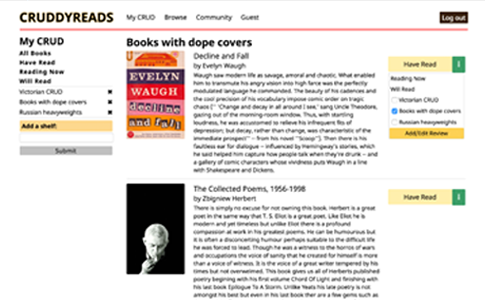 CRUDDYREADS My CRUD Browse Community Guest Log out
My CRUD
All Books
Have Read
Reading Now
Will Read
Victorian CRUD ✖
Books with dope covers ✖
Russian heavyweights ✖
Add a shelf:
Submit
Books with dope covers
EVELYN
WAUGH
decline
and fall
Decline and Fall
by Evelyn Waugh
Waugh saw modern life as savage, amoral and chaotic. What enabled
him to transmute his angry vision into high farce was the perfectly
modulated language he commanded. The beauty of his cadences and
the cool precision of his vocabulary impose comic order on tragic
chaos (" 'Change and decay in all around I see,' sang Uncle Theodore,
gazing out of the morning-room window. Thus, with startling
loudness, he was accustomed to relieve his infrequent fits of
depression; but decay, rather than change, was characteristic of the
immediate prospect" -- from his novel "Scoop"). Then there is his
faultless ear for dialogue -- influenced by Hemingway's stories, which
he said helped him capture how people talk when they're drunk -- and
a gallery of comic characters whose vividness puts Waugh in a line
with Shakespeare and Dickens.
Have Read
Reading Now
Will Read
Victorian CRUD
Books with dope covers
Russian heavyweights
Add/Edit Review
The Collected Poems, 1956-1998
by Zbigniew Herbert
There is simply no excuse for not owning this book. Herbert is a great
poet in the same way that T. S. Eliot is a great poet. Like Eliot he is
modern and yet timeless but unlike Eliot there is a profound
compassion at work in his greatest poems. He can be humourous but
it is often a disconcerting humour perhaps suitable to the difficult life
he was forced to lead. Though he was a witness to the horrors of wars
and occupations the voice of sanity that he created for himself is more
than a voice of witness. It is the voice of a great writer tempered by his
times but not overwhelmed. This book gives us all of Herberts published
poetry beginning with his first volume Chord Of Light and finishing with
his last book Epilogue To A Storm. Unlike Yeats his late poetry is not
amongst his best but even in his last book there are a few gems such as
Have Read